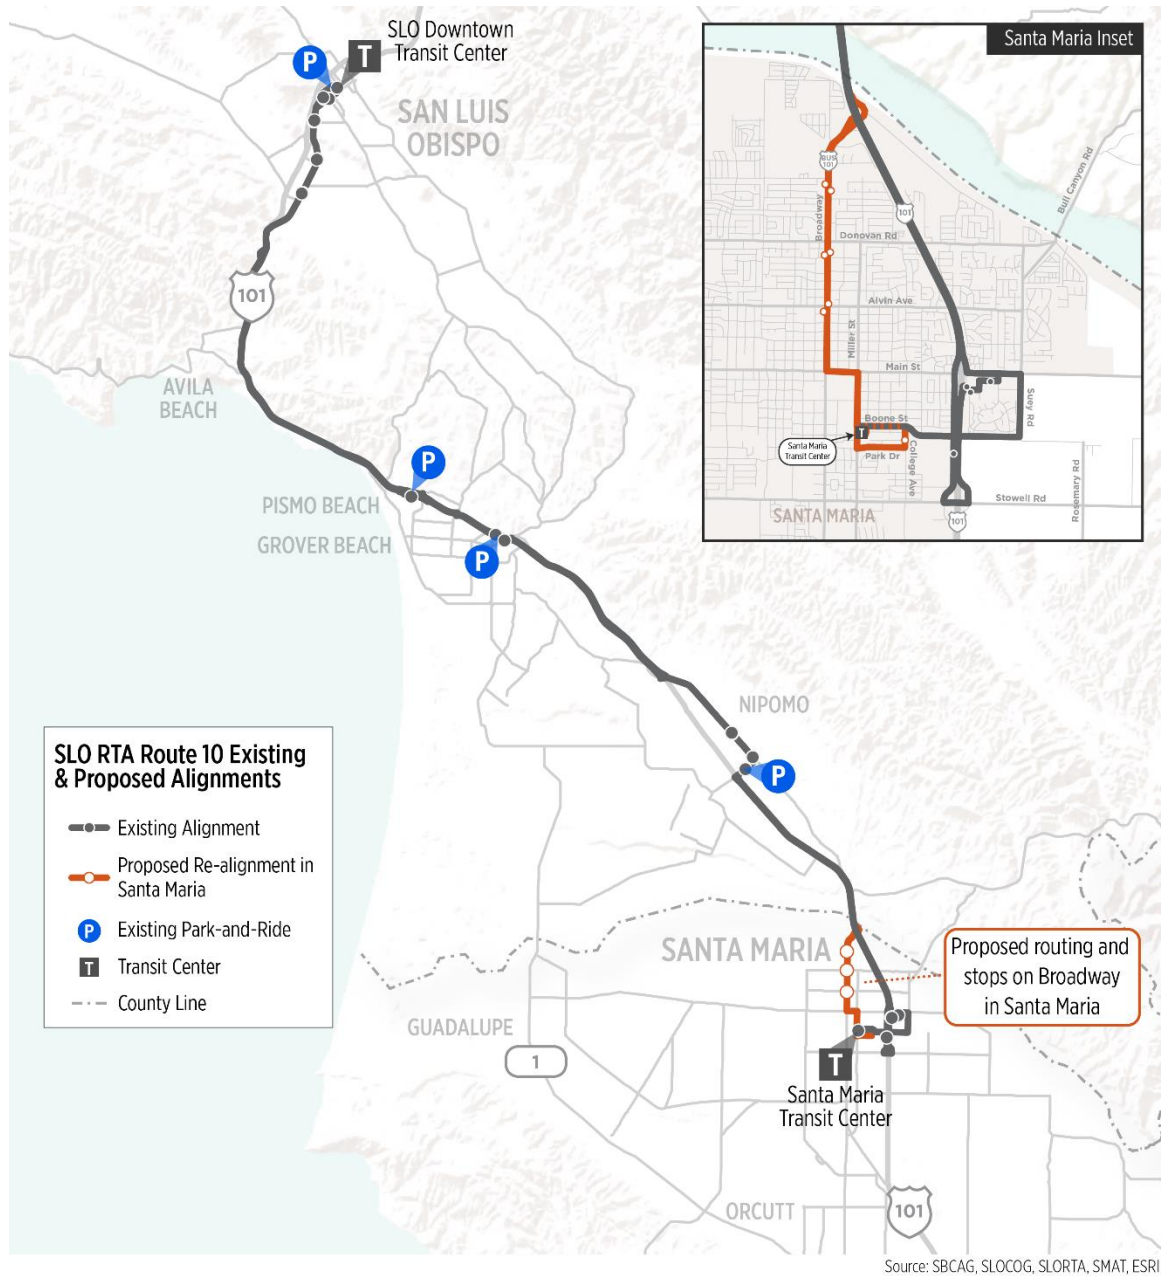 SLO Downtown
Transit Center
P
T
SAN LUIS
OBISPO
101
AVILA
BEACH
P
PISMO BEACH
GROVER BEACH
P
NIPOMO
P
Santa Maria Inset
BUS
101
Broadway
101
Bull Canyon Rd
Donovan Rd
Alvin Ave
Miller St
Main St
Suey Rd
Boone St
T
Santa Maria
Transit Center
Park Dr
College Ave
Rosemary Rd
Stowell Rd
SANTA MARIA
101
SLO RTA Route 10 Existing
& Proposed Alignments
Existing Alignment
Proposed Re-alignment in
Santa Maria
P Existing Park-and-Ride
T Transit Center
County Line
SANTA MARIA
Proposed routing and
stops on Broadway
in Santa Maria
GUADALUPE
1
T
Santa Maria
Transit Center
ORCUTT
101
Source: SBCAG, SLOCOG, SLORTA, SMAT, ESRI